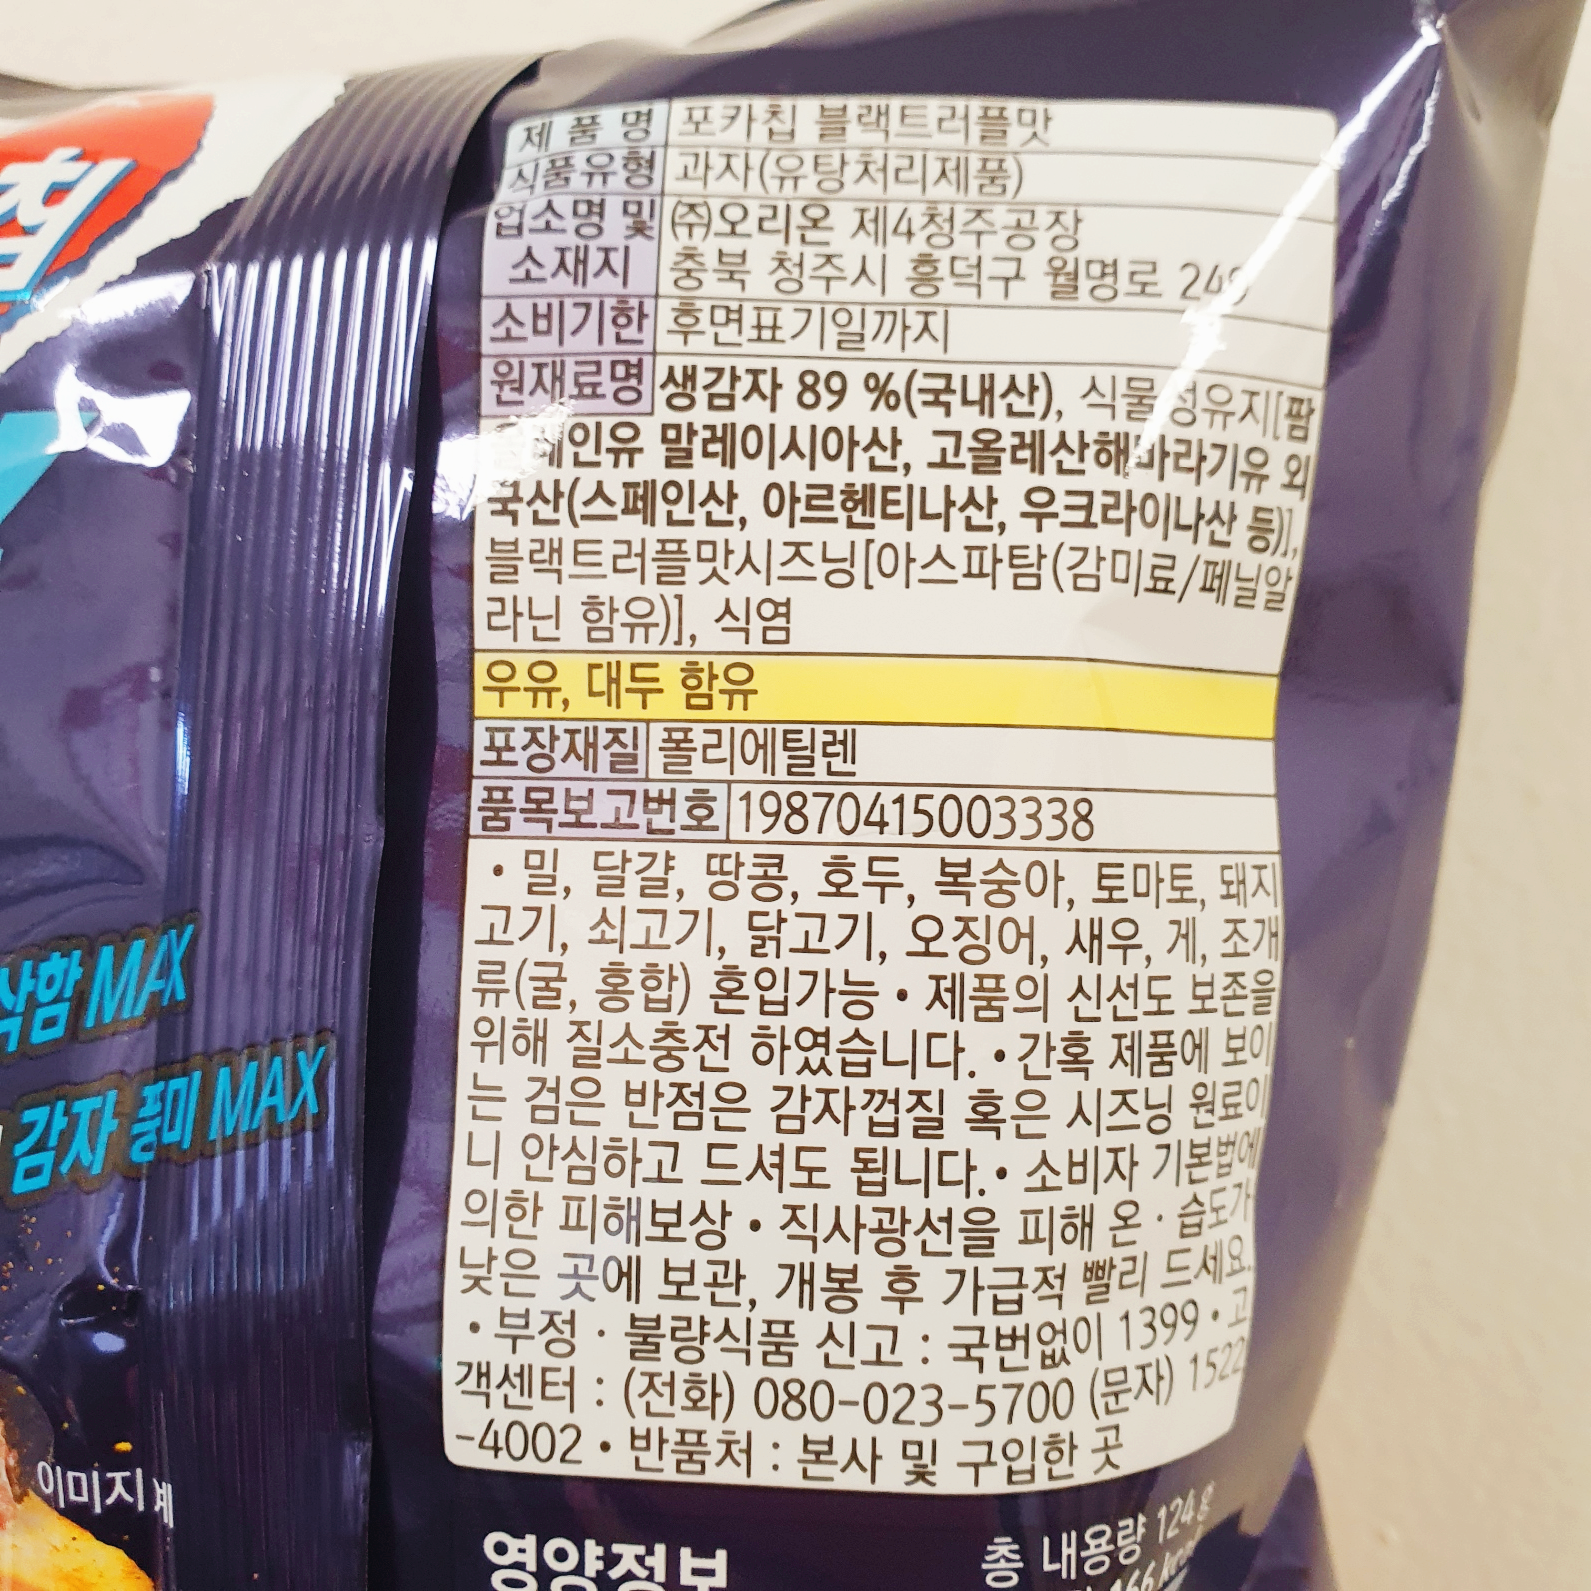 칩
제 품 명 포카칩 블랙트러플맛
식품유형 과자(유탕처리제품)
업소명 및 ㈜오리온 제4청주공장
소재지 충북 청주시 흥덕구 월명로
소비기한 후면표기일까지
원재료명 생감자 89 %(국내산), 식물성유지[팜
말레이시아산, 고올레산해바라기유 외
국산(스페인산, 아르헨티나산, 우크라이나산 등)],
블랙트러플맛시즈닝[아스파탐(감미료/페닐알
라닌 함유)], 식염
우유, 대두 함유
포장재질 폴리에틸렌
품목보고번호 19870415003338
• 밀, 달걀, 땅콩, 호두, 복숭아, 토마토, 돼지
고기, 쇠고기, 닭고기, 오징어, 새우, 게, 조개
류(굴, 홍합) 혼입가능 • 제품의 신선도 보존을
위해 질소충전 하였습니다. • 간혹 제품에 보이
는 검은 반점은 감자껍질 혹은 시즈닝 원료이
니 안심하고 드셔도 됩니다. • 소비자 기본법에
의한 피해보상 • 직사광선을 피해 온 · 습도가
낮은 곳에 보관, 개봉 후 가급적 빨리 드세요.
• 부정 · 불량식품 신고 : 국번없이 1399 • 고
객센터 : (전화) 080-023-5700 (문자) 1522
-4002 • 반품처 : 본사 및 구입한 곳
삭함 MAX
감자 풍미 MAX
이미지
영양정보
총 내용량 124 g